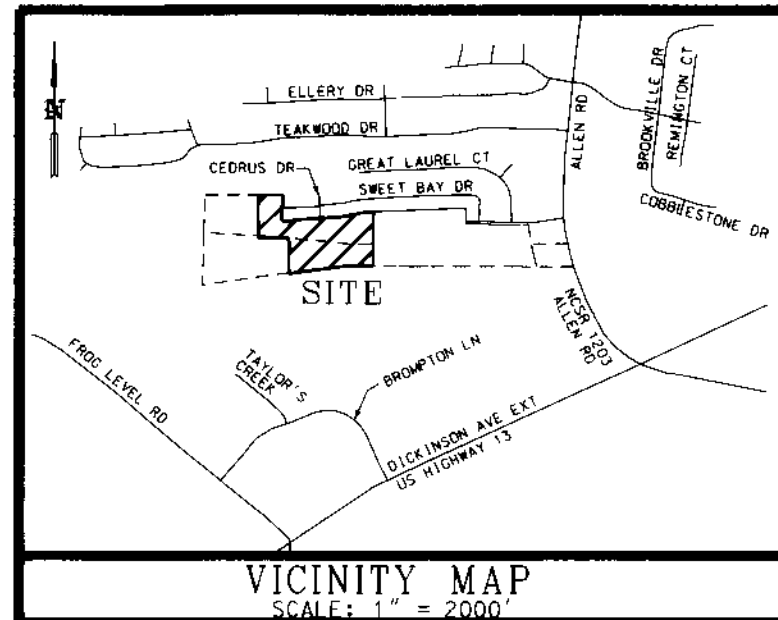 ELLERY DR
TEAKWOOD DR
CEDRUS DR
GREAT LAUREL CT
SWEET BAY DR
ALLEN RD
BROOKVILLE DR
REMINGTON CT
COBBLESTONE DR
N
SITE
NCSR 1203
ALLEN RD
FROG LEVEL RD
TAYLOR'S
CREEK
BROMPTON LN
DICKINSON AVE EXT
US HIGHWAY 13
VICINITY MAP
SCALE: 1" = 2000'